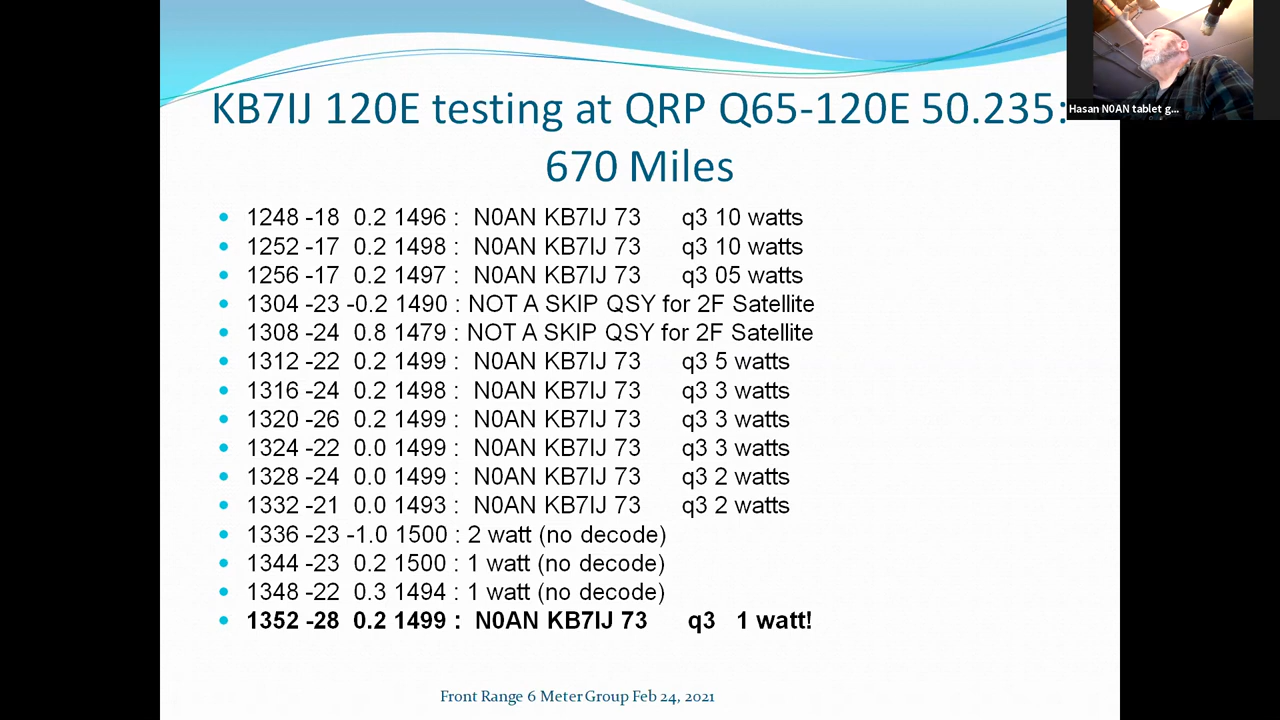 KB7IJ 120E testing at QRP Q65-120E 50.235:
670 Miles
Hasan N0AN tablet g...
• 1248 -18 0.2 1496 : N0AN KB7IJ 73 q3 10 watts
• 1252 -17 0.2 1498 : N0AN KB7IJ 73 q3 10 watts
• 1256 -17 0.2 1497 : N0AN KB7IJ 73 q3 05 watts
• 1304 -23 -0.2 1490 : NOT A SKIP QSY for 2F Satellite
• 1308 -24 0.8 1479 : NOT A SKIP QSY for 2F Satellite
• 1312 -22 0.2 1499 : N0AN KB7IJ 73 q3 5 watts
• 1316 -24 0.2 1498 : N0AN KB7IJ 73 q3 3 watts
• 1320 -26 0.2 1499 : N0AN KB7IJ 73 q3 3 watts
• 1324 -22 0.0 1499 : N0AN KB7IJ 73 q3 3 watts
• 1328 -24 0.0 1499 : N0AN KB7IJ 73 q3 2 watts
• 1332 -21 0.0 1493 : N0AN KB7IJ 73 q3 2 watts
• 1336 -23 -1.0 1500 : 2 watt (no decode)
• 1344 -23 0.2 1500 : 1 watt (no decode)
• 1348 -22 0.3 1494 : 1 watt (no decode)
• 1352 -28 0.2 1499 : N0AN KB7IJ 73 q3 1 watt!
Front Range 6 Meter Group Feb 24, 2021